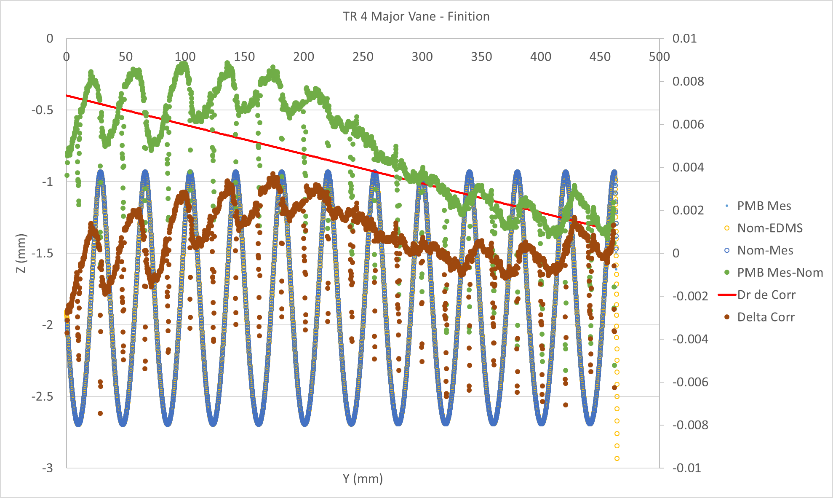 TR 4 Major Vane - Finition
0
-0.5
-1
-1.5
-2
-2.5
-3
Z (mm)
0 50 100 150 200 250 300 350 400 450 500
Y (mm)
0.01
0.008
0.006
0.004
0.002
0
-0.002
-0.004
-0.006
-0.008
-0.01
PMB Mes
Nom-EDMS
Nom-Mes
PMB Mes-Nom
Dr de Corr
Delta Corr